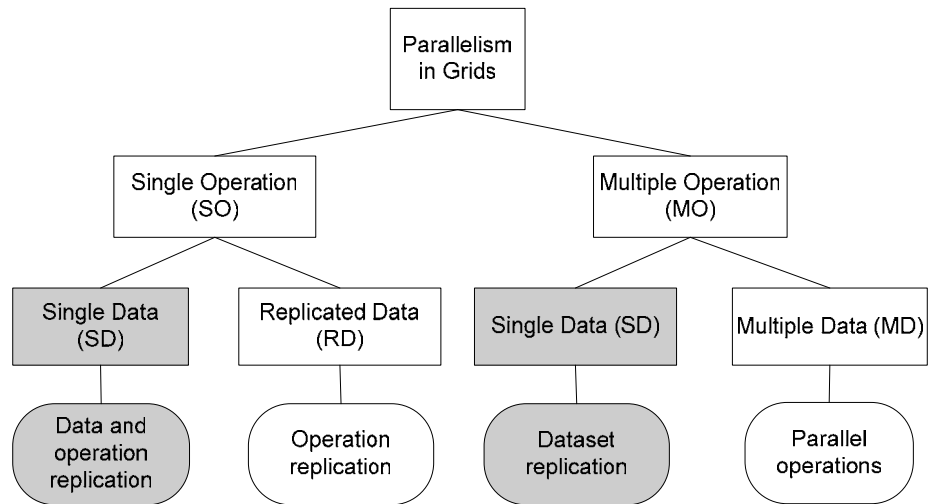 Parallelism
in Grids
Single Operation
(SO)
Multiple Operation
(MO)
Single Data
(SD)
Replicated Data
(RD)
Single Data (SD)
Multiple Data (MD)
Data and
operation
replication
Operation
replication
Dataset
replication
Parallel
operations